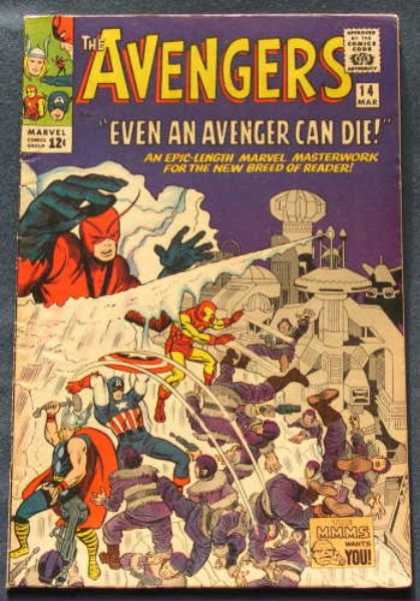 THE AVENGERS
APPROVED
BY THE
COMICS
CODE
AUTHORITY
14
MAR
MARVEL
COMICS
GROUP
12¢
"EVEN AN AVENGER CAN DIE!"
AN EPIC-LENGTH MARVEL MASTERWORK
FOR THE NEW BREED OF READER!
MMMS
WANTS
YOU!